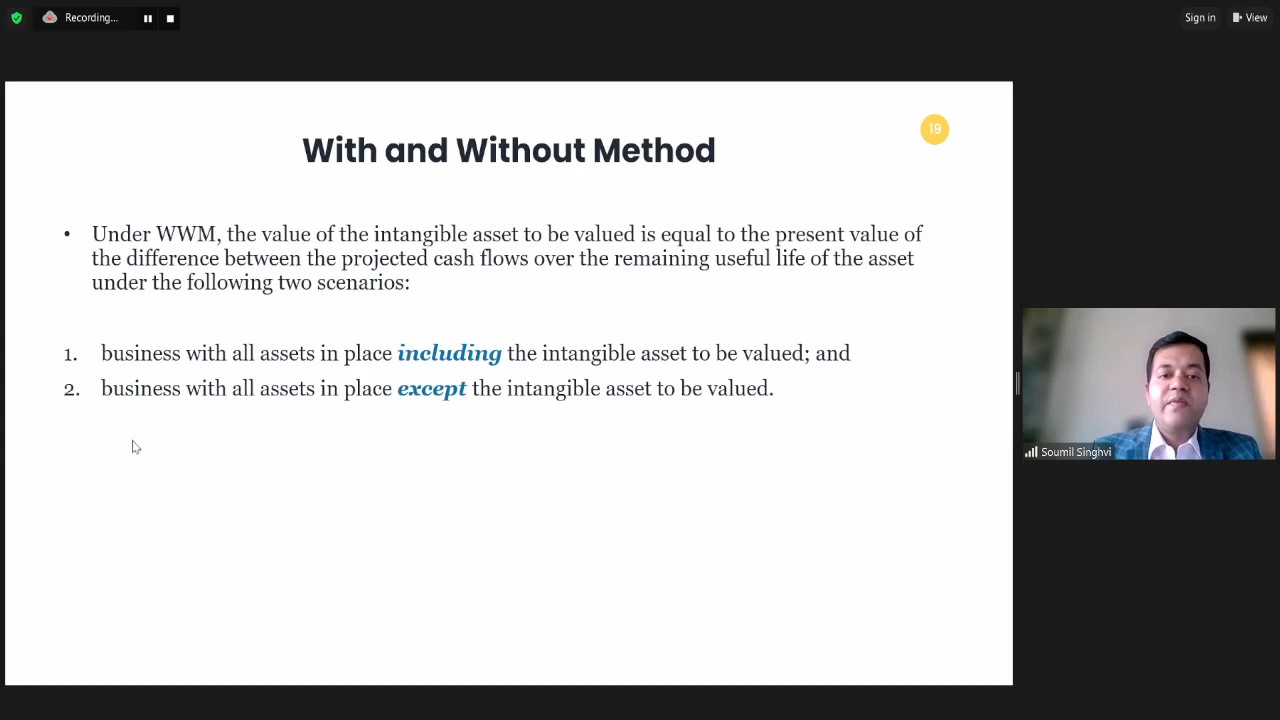 Recording...
Sign in
View
With and Without Method
19
• Under WWM, the value of the intangible asset to be valued is equal to the present value of
the difference between the projected cash flows over the remaining useful life of the asset
under the following two scenarios:
1. business with all assets in place including the intangible asset to be valued; and
2. business with all assets in place except the intangible asset to be valued.
Soumil Singhvi